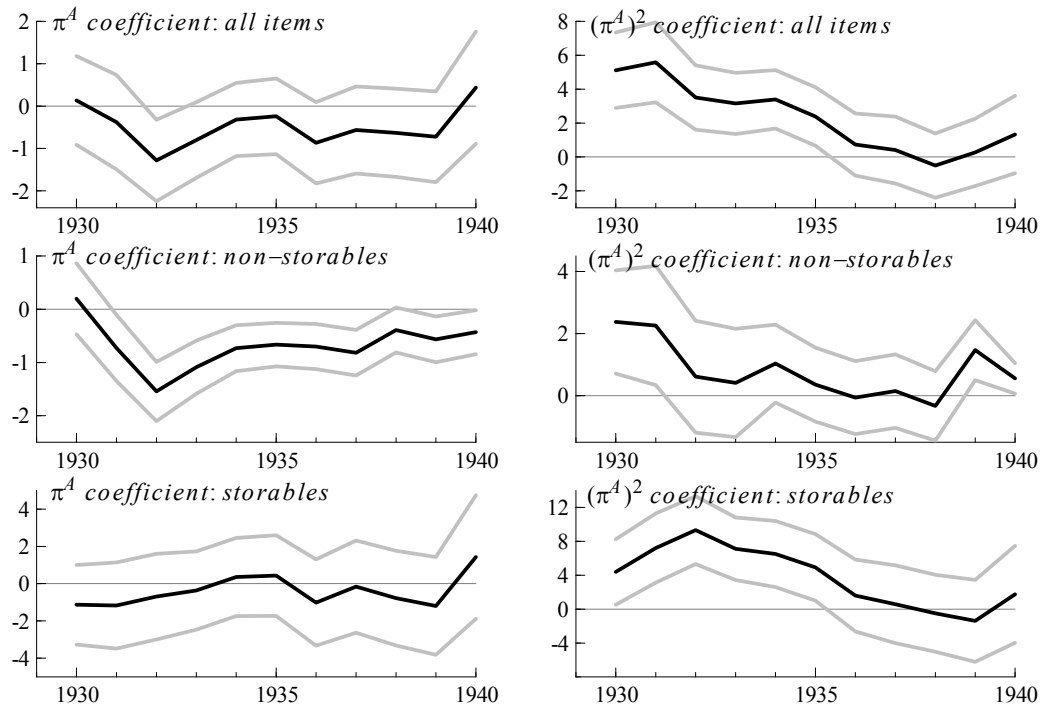 π^A coefficient: all items
2
1
0
-1
-2
1930 1935 1940
(π^A)^2 coefficient: all items
8
6
4
2
0
-2
1930 1935 1940
π^A coefficient: non−storables
1
0
-1
-2
1930 1935 1940
(π^A)^2 coefficient: non−storables
4
2
0
1930 1935 1940
π^A coefficient: storables
4
2
0
-2
-4
1930 1935 1940
(π^A)^2 coefficient: storables
12
8
4
0
-4
1930 1935 1940